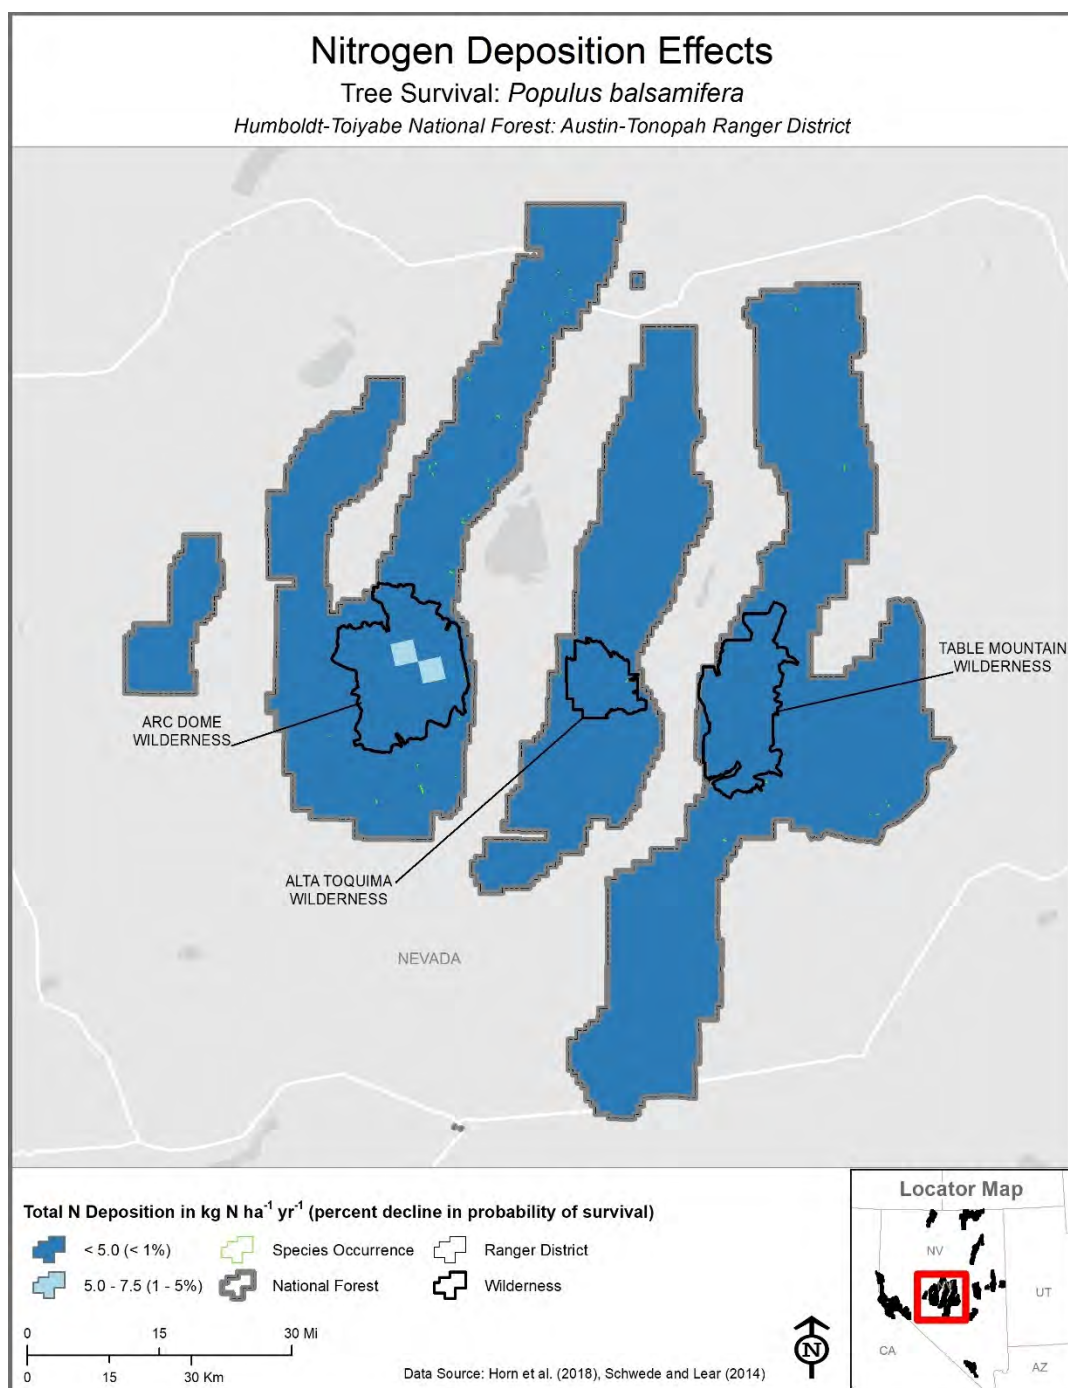 Nitrogen Deposition Effects
Tree Survival: Populus balsamifera
Humboldt-Toiyabe National Forest: Austin-Tonopah Ranger District
TABLE MOUNTAIN
WILDERNESS
ARC DOME
WILDERNESS
ALTA TOQUIMA
WILDERNESS
NEVADA
Total N Deposition in kg N ha⁻¹ yr⁻¹ (percent decline in probability of survival)
< 5.0 (< 1%)
Species Occurrence
Ranger District
5.0 - 7.5 (1 - 5%)
National Forest
Wilderness
0 15 30 Mi
0 15 30 Km
Data Source: Horn et al. (2018), Schwede and Lear (2014)
N
Locator Map
NV
UT
CA
AZ